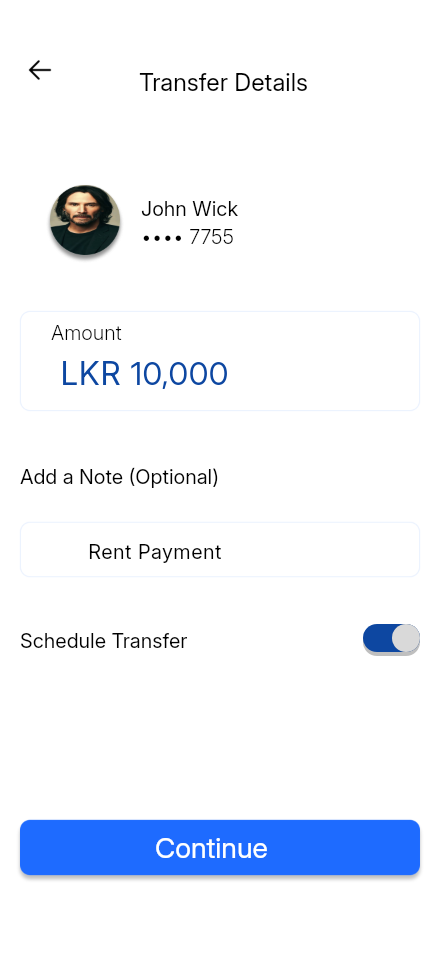 Transfer Details
John Wick
•••• 7755
Amount
LKR 10,000
Add a Note (Optional)
Rent Payment
Schedule Transfer
Continue